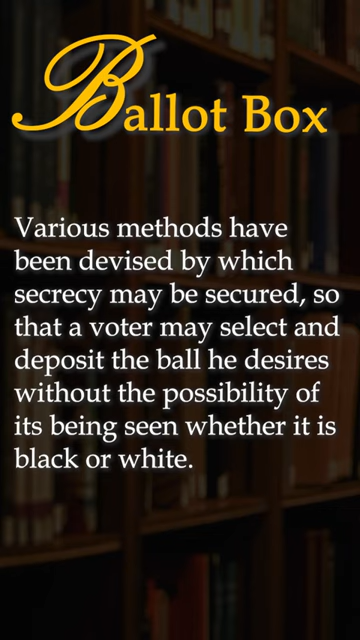 Ballot Box
Various methods have
been devised by which
secrecy may be secured, so
that a voter may select and
deposit the ball he desires
without the possibility of
its being seen whether it is
black or white.